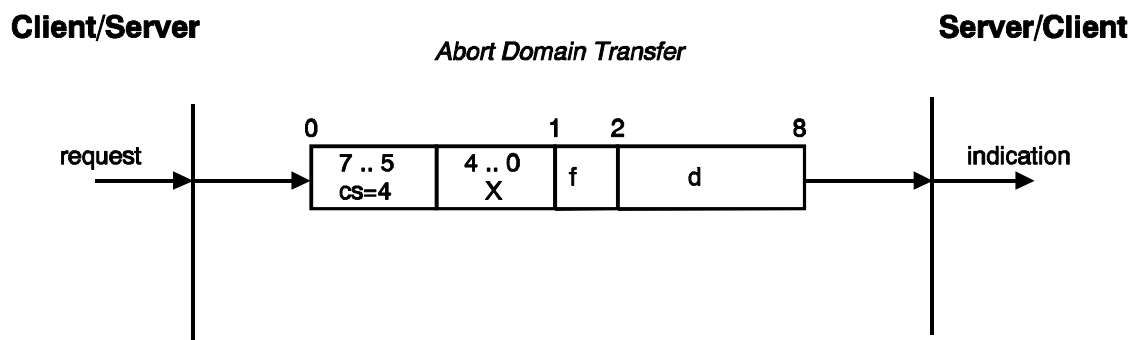 Client/Server
Server/Client
Abort Domain Transfer
0 1 2 8
request
7 .. 5
4 .. 0
f
d
indication
cs=4
X